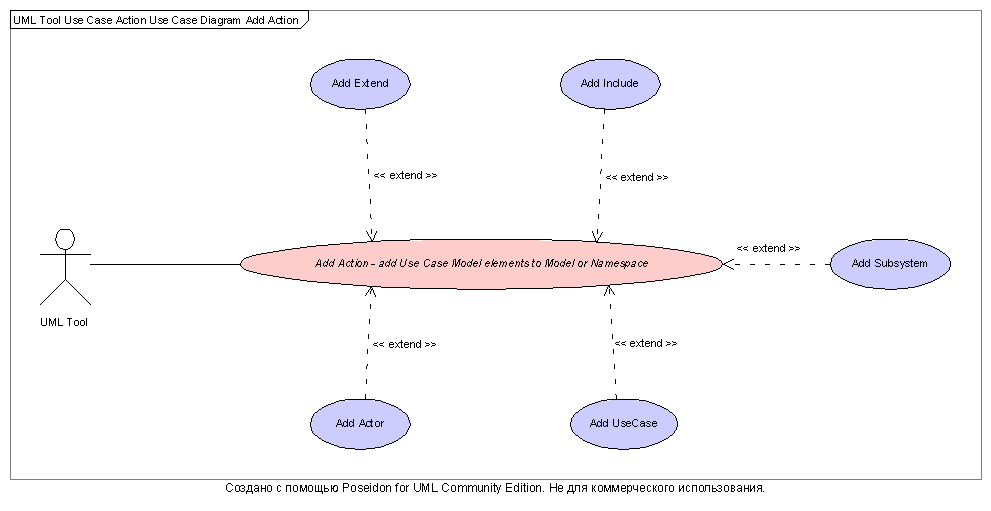 UML Tool Use Case Action Use Case Diagram Add Action
Add Extend
Add Include
<< extend >>
<< extend >>
<< extend >>
Add Action - add Use Case Model elements to Model or Namespace
Add Subsystem
UML Tool
<< extend >>
<< extend >>
Add Actor
Add UseCase
Создано с помощью Poseidon for UML Community Edition. Не для коммерческого использования.